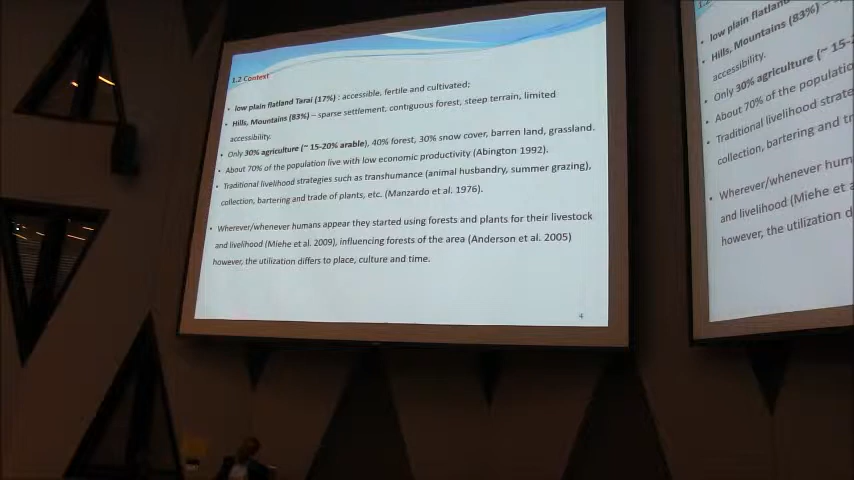 1.2 Context
• low plain flatland Tarai (17%) : accessible, fertile and cultivated;
• Hills, Mountains (83%) – sparse settlement, contiguous forest, steep terrain, limited
accessibility.
• Only 30% agriculture (~ 15-20% arable), 40% forest, 30% snow cover, barren land, grassland.
• About 70% of the population live with low economic productivity (Abington 1992).
• Traditional livelihood strategies such as transhumance (animal husbandry, summer grazing),
collection, bartering and trade of plants, etc. (Manzardo et al. 1976).
• Wherever/whenever humans appear they started using forests and plants for their livestock
and livelihood (Miehe et al. 2009), influencing forests of the area (Anderson et al. 2005)
however, the utilization differs to place, culture and time.
4
• low plain flatland
• Hills, Mountains (83%) –
accessibility.
• Only 30% agriculture (~ 15-2
• About 70% of the populatio
• Traditional livelihood strate
collection, bartering and tr
• Wherever/whenever hum
and livelihood (Miehe et a
however, the utilization d